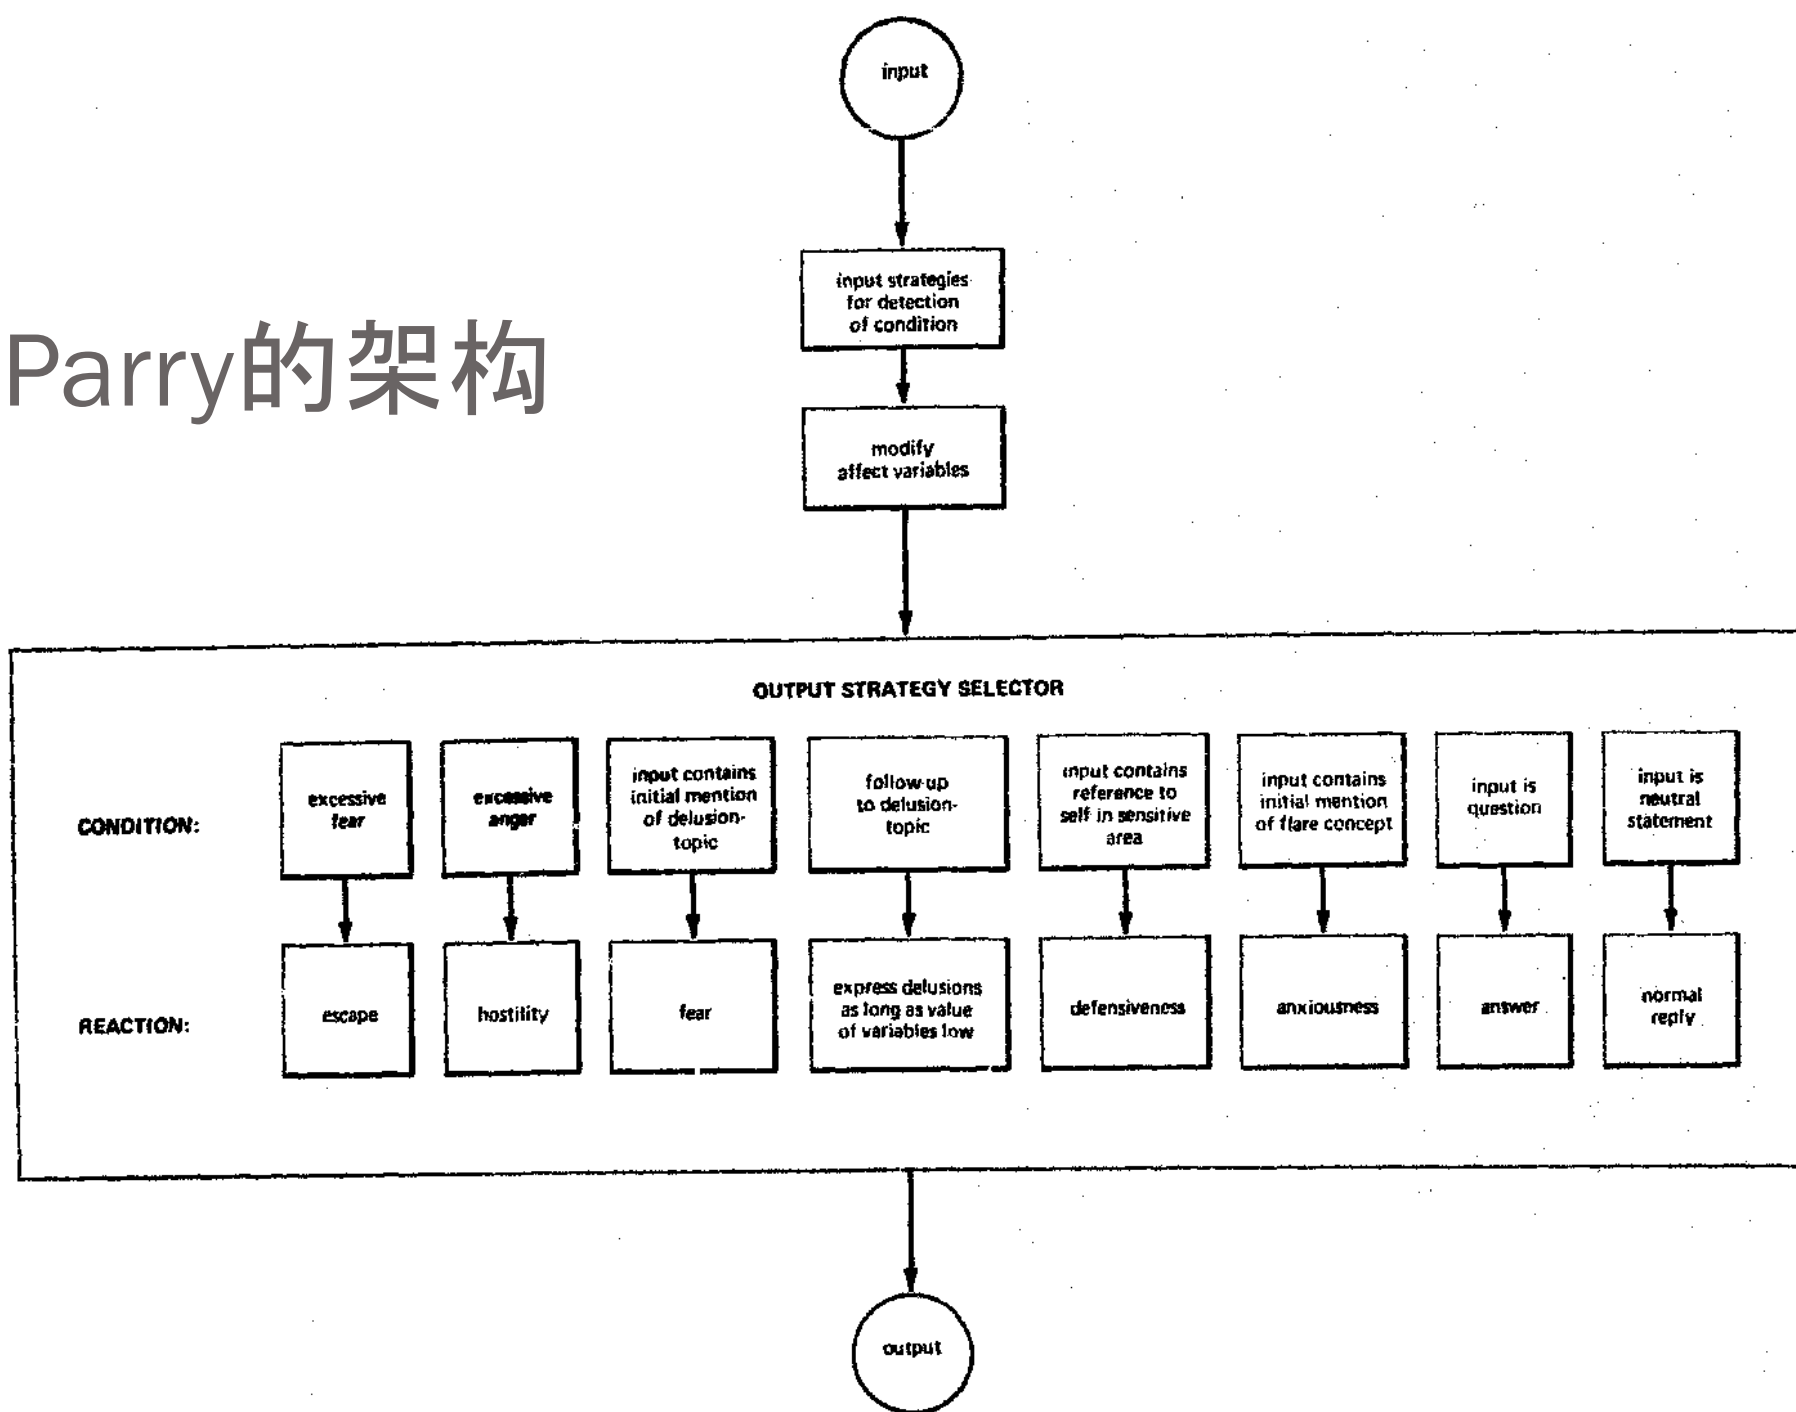 input
input strategies
for detection
of condition
Parry的架构
modify
affect variables
OUTPUT STRATEGY SELECTOR
CONDITION:
excessive
fear
excessive
anger
input contains
initial mention
of delusion-
topic
follow-up
to delusion-
topic
input contains
reference to
self in sensitive
area
input contains
initial mention
of flare concept
input is
question
input is
neutral
statement
REACTION:
escape
hostility
fear
express delusions
as long as value
of variables low
defensiveness
anxiousness
answer
normal
reply
output